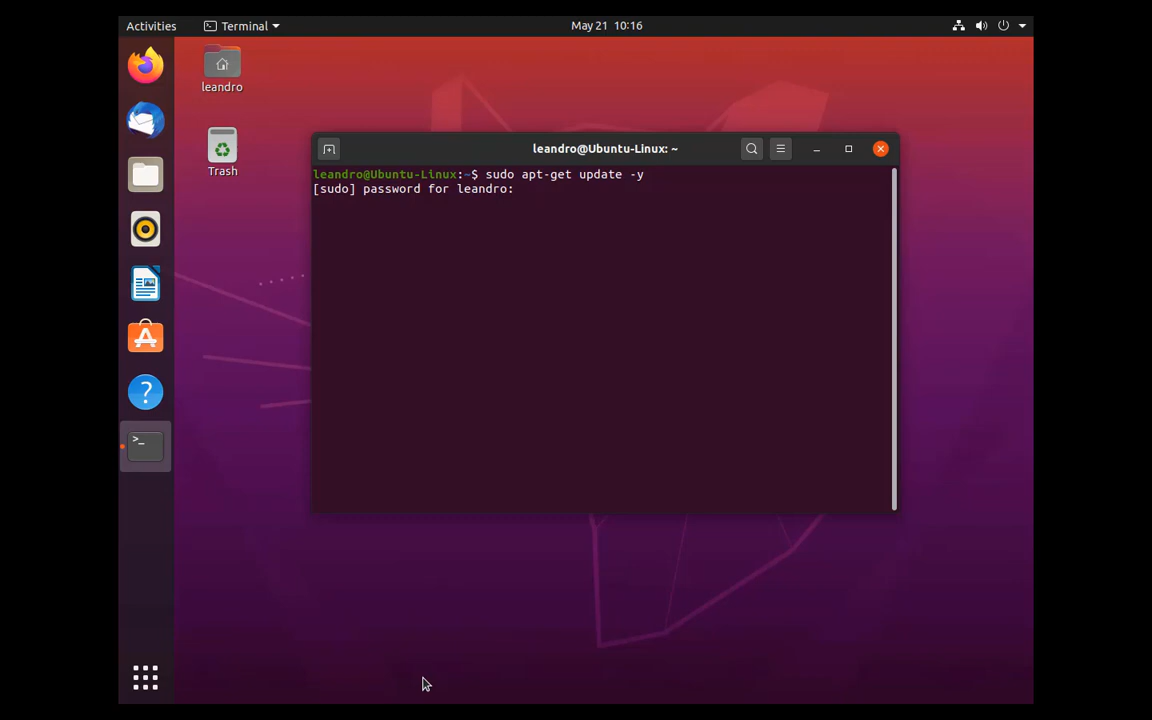 Activities
Terminal
May 21 10:16
leandro
Trash
leandro@Ubuntu-Linux: ~
leandro@Ubuntu-Linux:~$ sudo apt-get update -y
[sudo] password for leandro:
>_
?